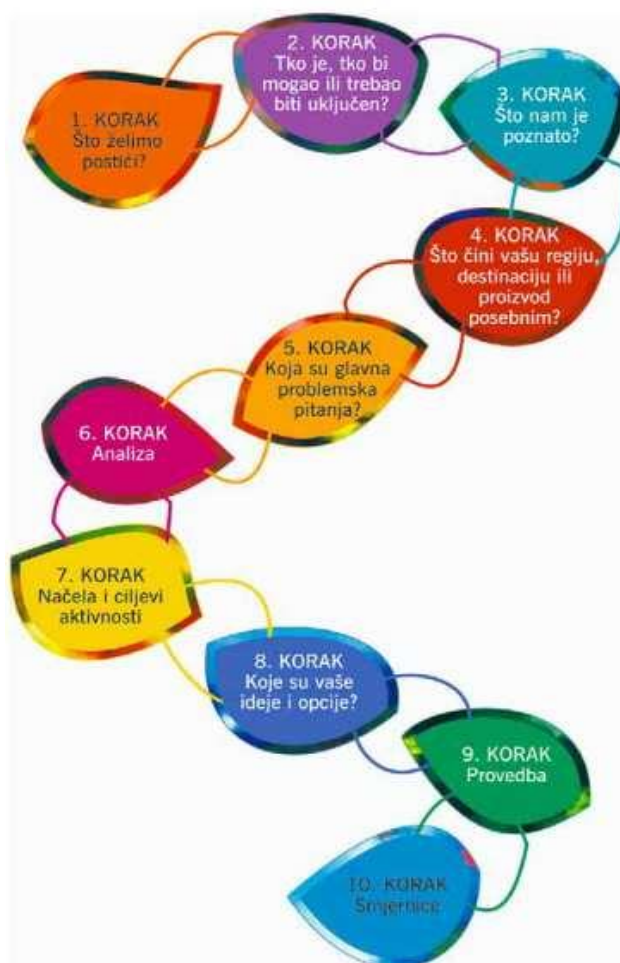 1. KORAK
Što želimo
postići?
2. KORAK
Tko je, tko bi
mogao ili trebao
biti uključen?
3. KORAK
Što nam je
poznato?
4. KORAK
Što čini vašu regiju,
destinaciju ili
proizvod
posebnim?
5. KORAK
Koja su glavna
problemska
pitanja?
6. KORAK
Analiza
7. KORAK
Načela i ciljevi
aktivnosti
8. KORAK
Koje su vaše
ideje i opcije?
9. KORAK
Provedba
10. KORAK
Smjernice